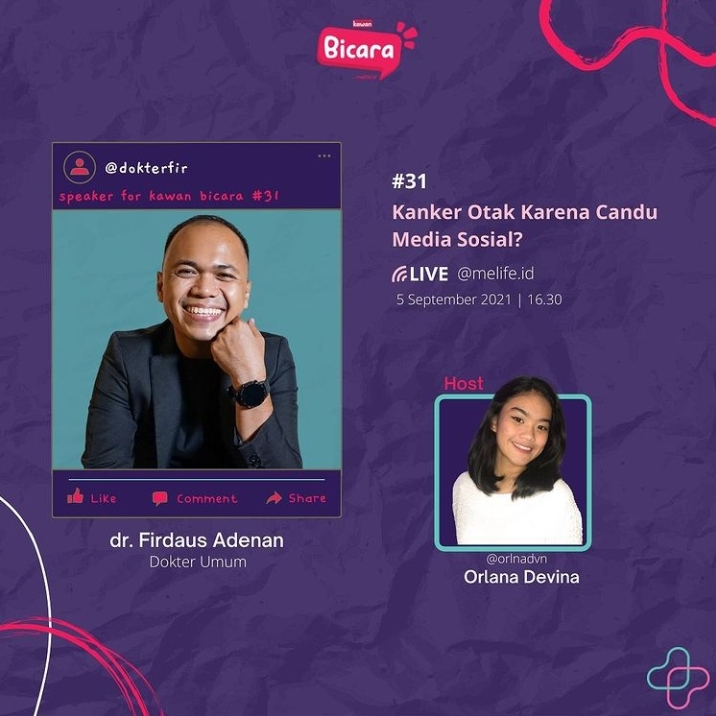 kawan
Bicara
@dokterfir
speaker for kawan bicara #31
Like
Comment
Share
dr. Firdaus Adenan
Dokter Umum
#31
Kanker Otak Karena Candu
Media Sosial?
LIVE @melife.id
5 September 2021 | 16.30
Host
@orlnadvn
Orlana Devina